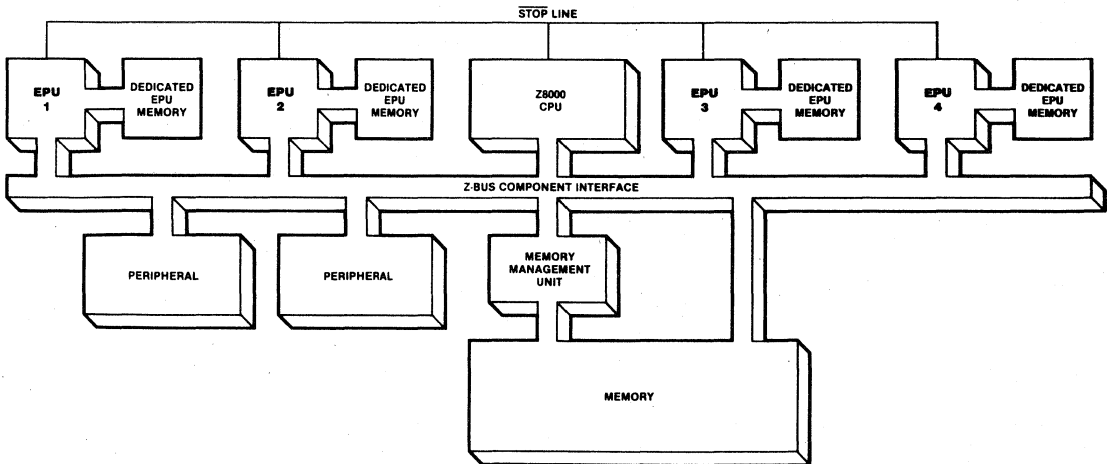 STOP LINE
EPU
1
DEDICATED
EPU
MEMORY
EPU
2
DEDICATED
EPU
MEMORY
Z8000
CPU
EPU
3
DEDICATED
EPU
MEMORY
EPU
4
DEDICATED
EPU
MEMORY
Z-BUS COMPONENT INTERFACE
PERIPHERAL
PERIPHERAL
MEMORY
MANAGEMENT
UNIT
MEMORY